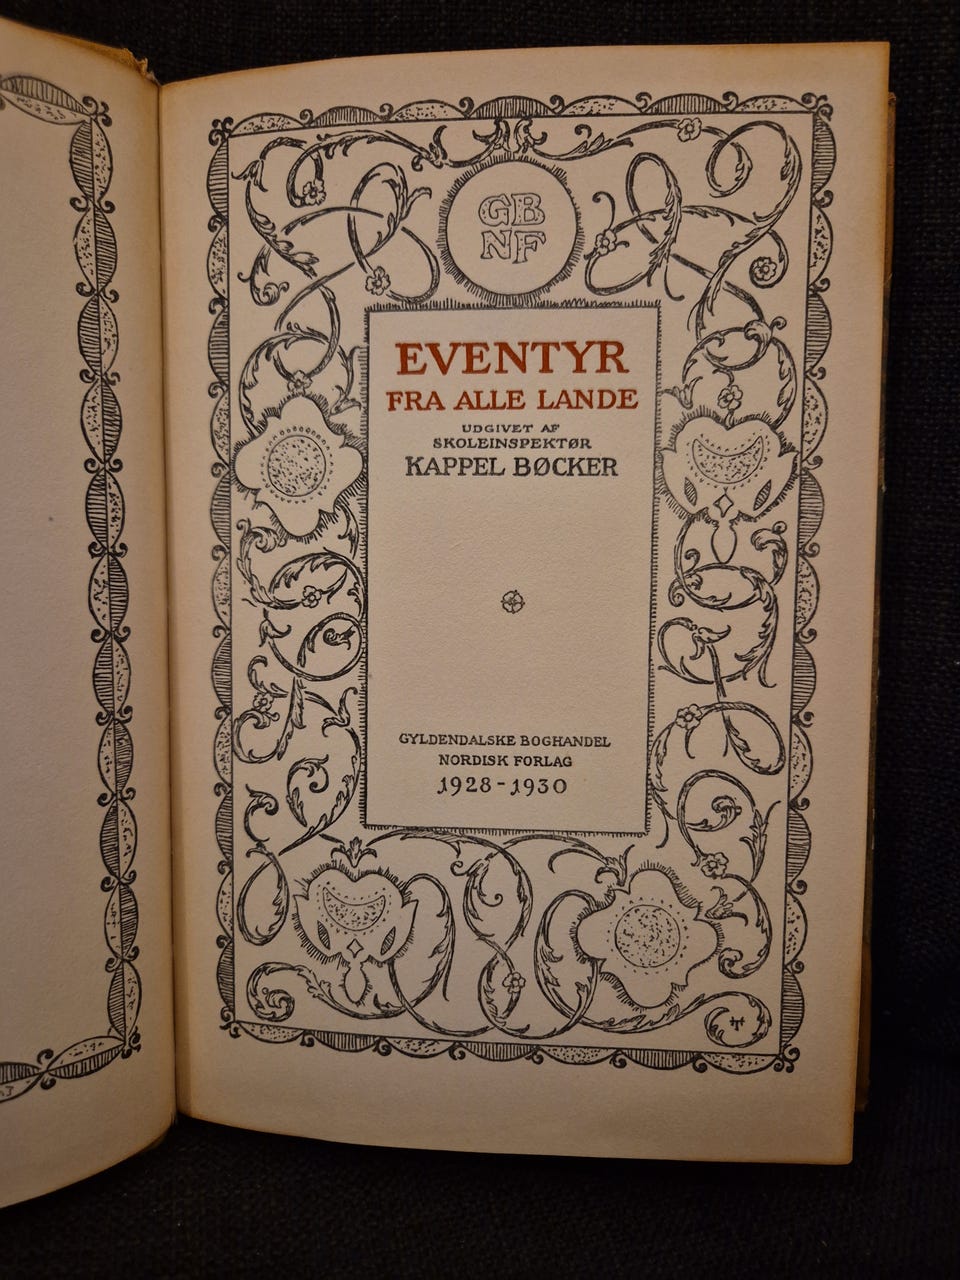 GB
NF
EVENTYR
FRA ALLE LANDE
UDGIVET AF
SKOLEINSPEKTØR
KAPPEL BØCKER
GYLDENDALSKE BOGHANDEL
NORDISK FORLAG
1928-1930